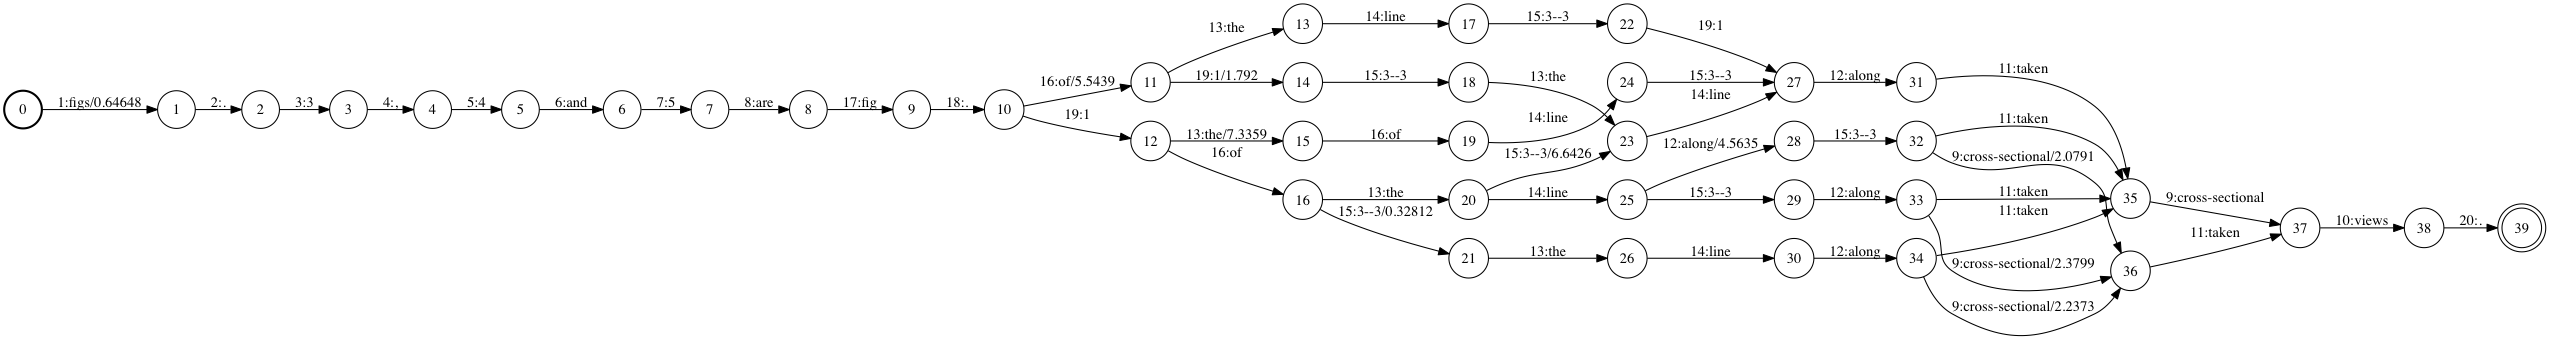 13 14:line 17 15:3--3 22 19:1
13:the
0 1:figs/0.64648 1 2:. 2 3:3 3 4:, 4 5:4 5 6:and 6 7:5 7 8:are 8 17:fig 9 18:. 10
16:of/5.5439 11 19:1/1.792 14 15:3--3 18 13:the 24 15:3--3 27 12:along 31 11:taken
14:line
19:1 12 13:the/7.3359 15 16:of 19 14:line 23 12:along/4.5635 28 15:3--3 32 11:taken
16:of 15:3--3/6.6426 9:cross-sectional/2.0791
16 13:the 20 14:line 25 15:3--3 29 12:along 33 11:taken 35 9:cross-sectional
15:3--3/0.32812 11:taken
11:taken 37 10:views 38 20:. 39
21 13:the 26 14:line 30 12:along 34 9:cross-sectional/2.3799 36
9:cross-sectional/2.2373